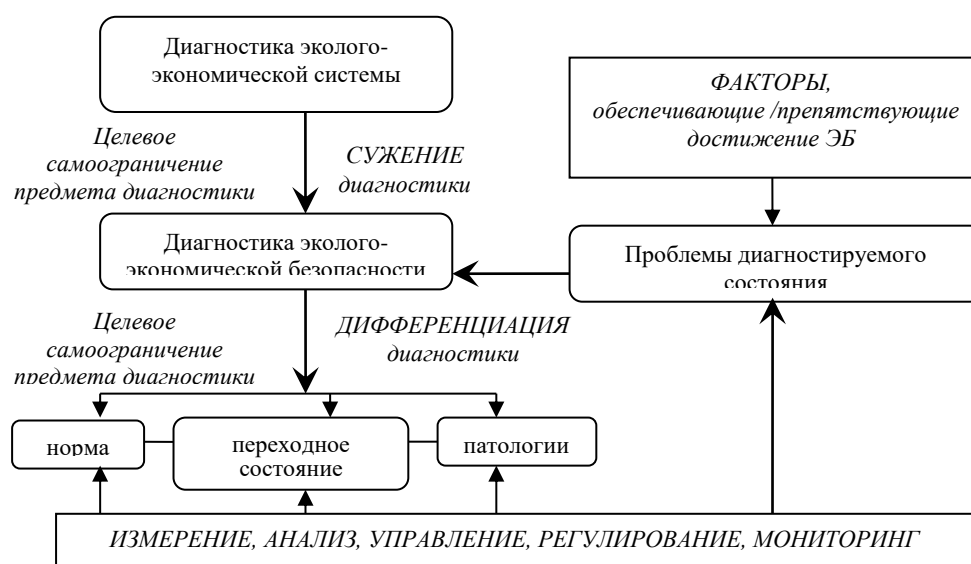 Диагностика эколого-
экономической системы
ФАКТОРЫ,
обеспечивающие /препятствующие
достижение ЭБ
Целевое
самоограничение
предмета диагностики
СУЖЕНИЕ
диагностики
Диагностика эколого-
экономической безопасности
Проблемы диагностируемого
состояния
Целевое
самоограничение
предмета диагностики
ДИФФЕРЕНЦИАЦИЯ
диагностики
норма
переходное
состояние
патологии
ИЗМЕРЕНИЕ, АНАЛИЗ, УПРАВЛЕНИЕ, РЕГУЛИРОВАНИЕ, МОНИТОРИНГ